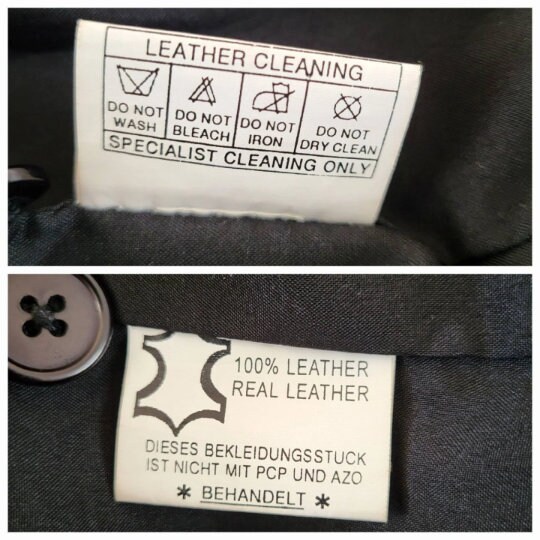 LEATHER CLEANING
DO NOT WASH
DO NOT BLEACH
DO NOT IRON
DO NOT DRY CLEAN
SPECIALIST CLEANING ONLY
100% LEATHER
REAL LEATHER
DIESES BEKLEIDUNGSSTUCK
IST NICHT MIT PCP UND AZO
* BEHANDELT *